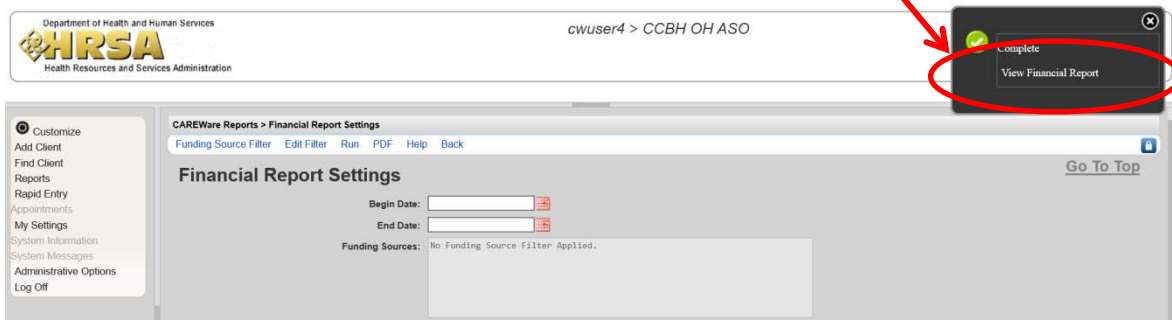 Department of Health and Human Services
HRSA
Health Resources and Services Administration
cwuser4 > CCBH OH ASO
Complete
View Financial Report
Customize
Add Client
Find Client
Reports
Rapid Entry
Appointments
My Settings
System Information
System Messages
Administrative Options
Log Off
CAREWare Reports > Financial Report Settings
Funding Source Filter Edit Filter Run PDF Help Back
Go To Top
Financial Report Settings
Begin Date:
End Date:
Funding Sources: No Funding Source Filter Applied.